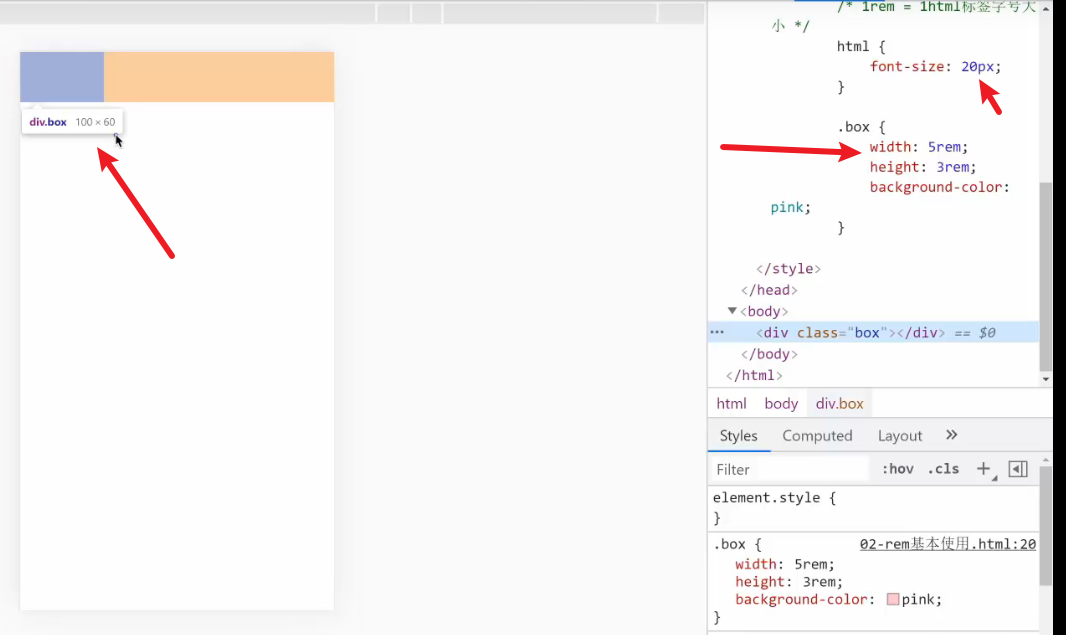 /* 1rem = 1html标签字号大
小 */
html {
font-size: 20px;
}
.box {
width: 5rem;
height: 3rem;
background-color:
pink;
}
</style>
</head>
▼<body>
<div class="box"></div> == $0
</body>
</html>
div.box 100 × 60
html body div.box
Styles Computed Layout »
Filter :hov .cls +
element.style {
}
.box { 02-rem基本使用.html:20
width: 5rem;
height: 3rem;
background-color: pink;
}